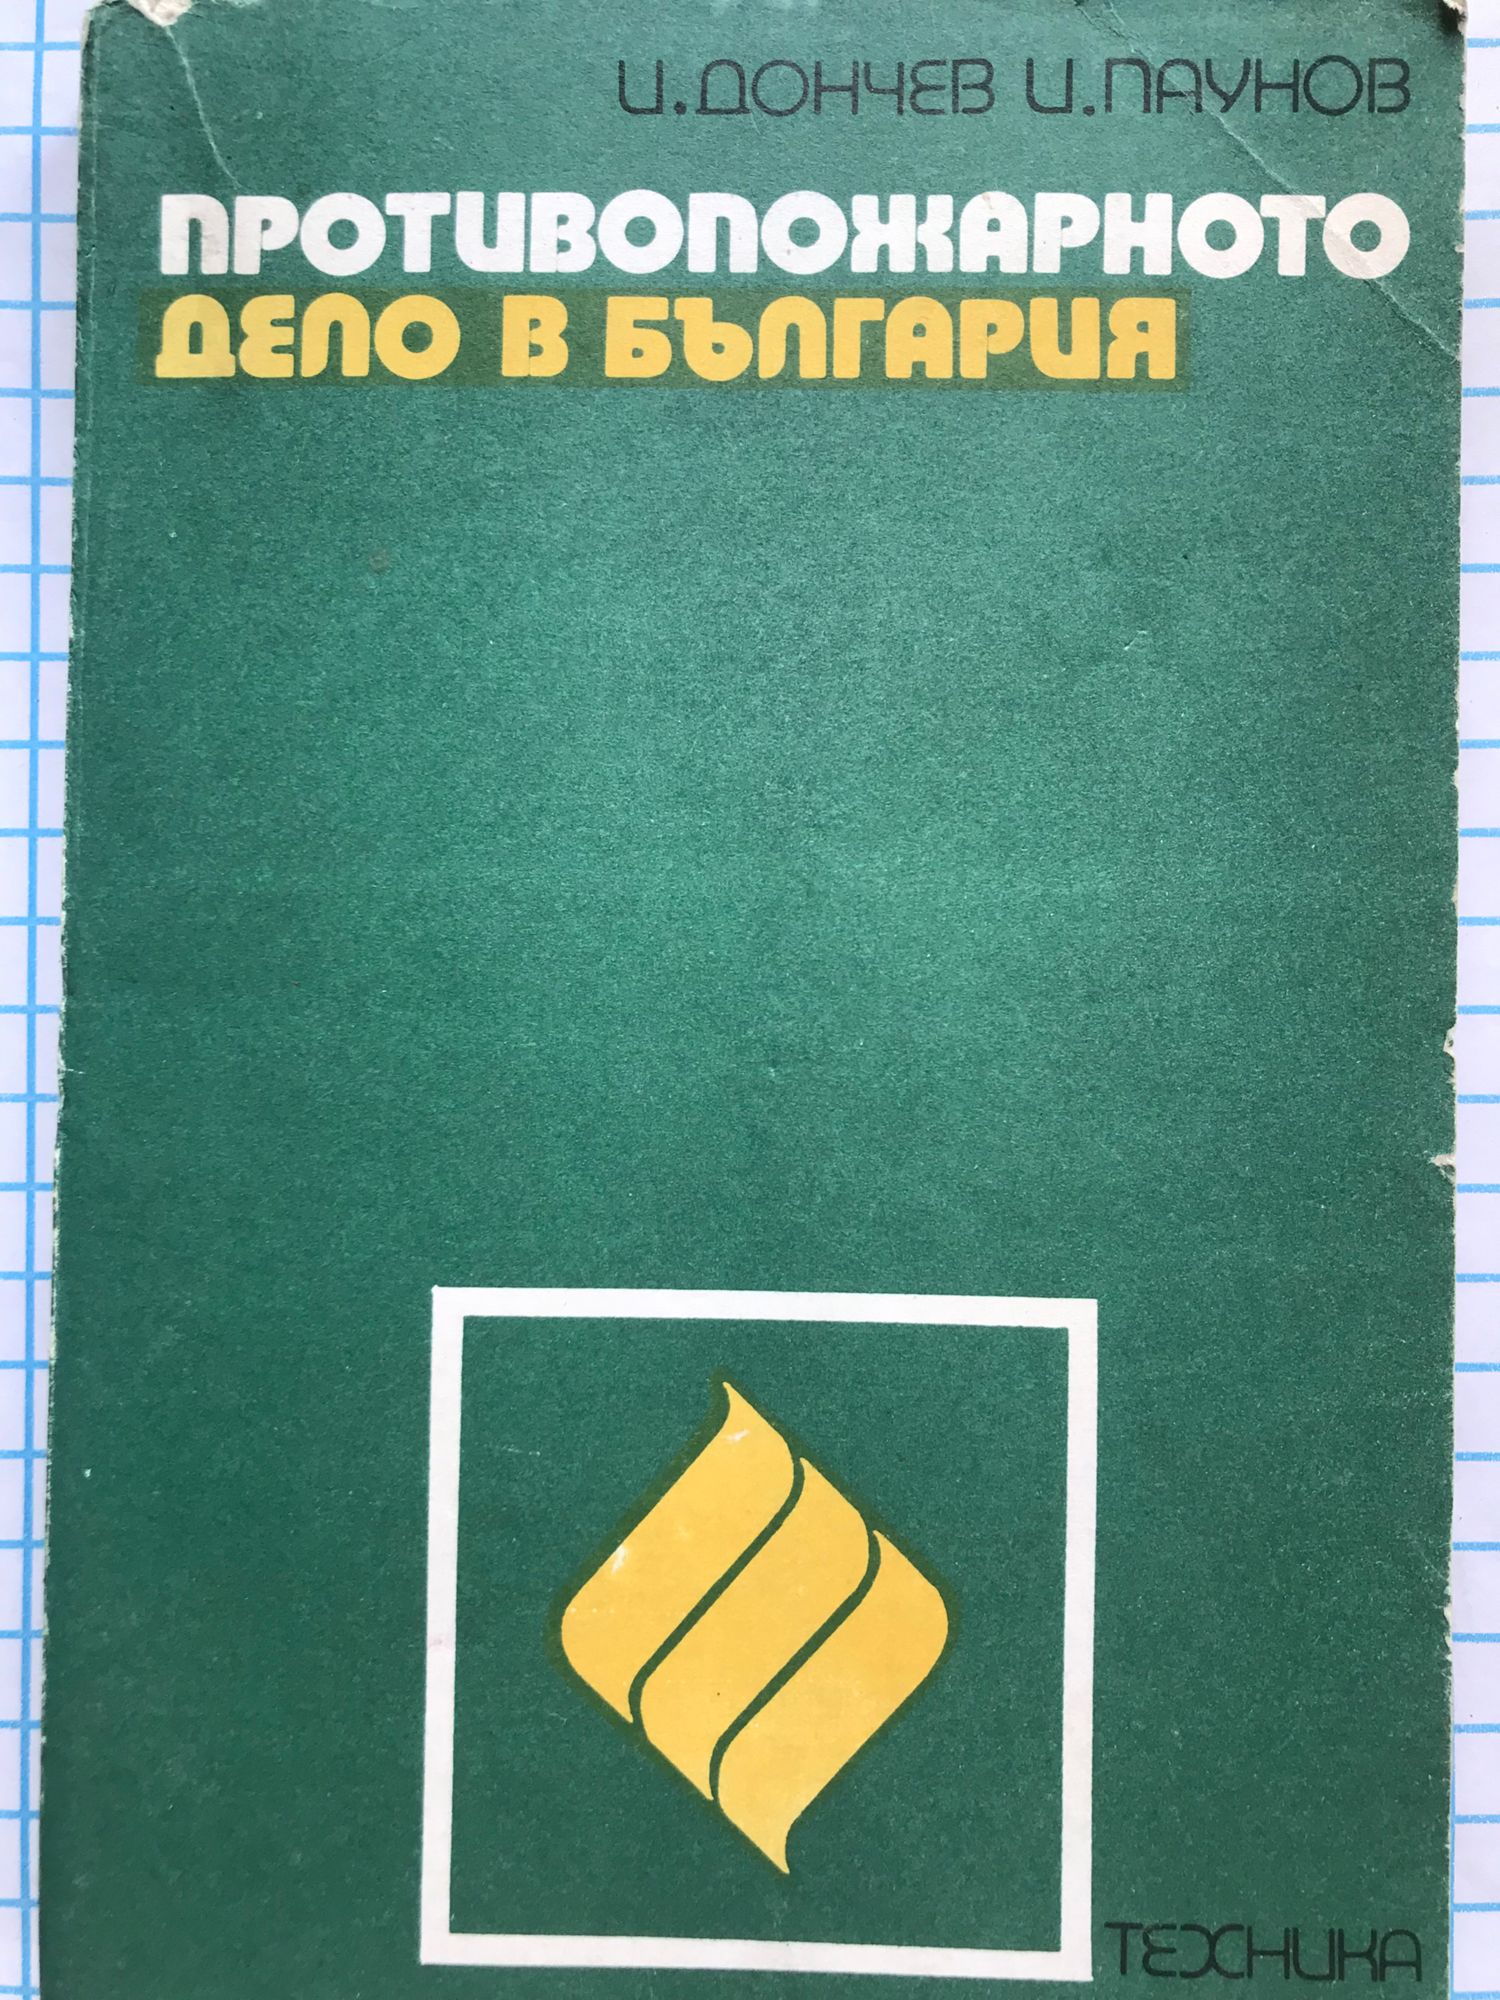 И. ДОНЧЕВ И. ПАУНОВ
ПРОТИВОПОЖАРНОТО
ДЕЛО В БЪЛГАРИЯ
ТЕХНИКА